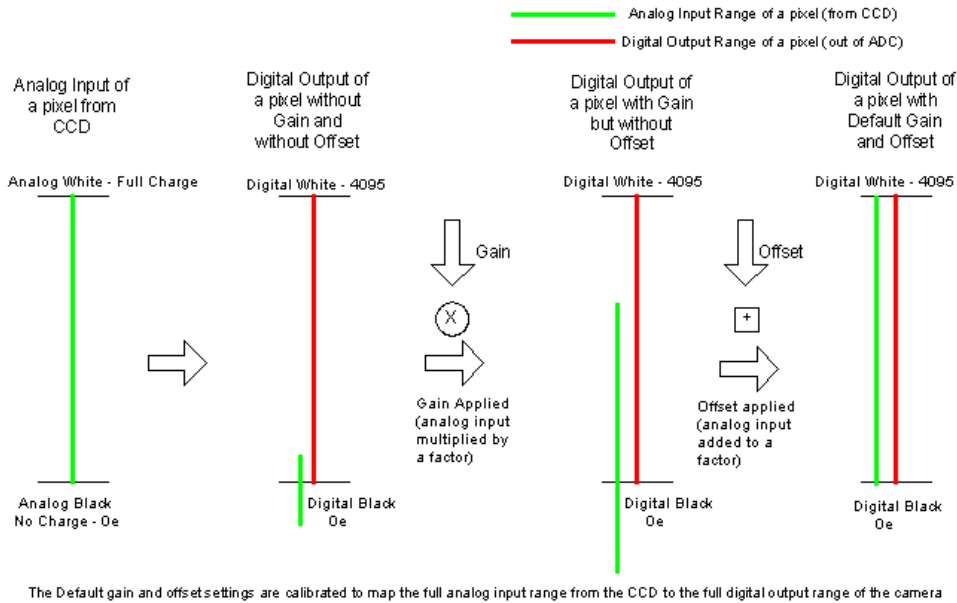 Analog Input Range of a pixel (from CCD)
Digital Output Range of a pixel (out of ADC)
Analog Input of
a pixel from
CCD
Digital Output of
a pixel without
Gain and
without Offset
Digital Output of
a pixel with Gain
but without
Offset
Digital Output of
a pixel with
Default Gain
and Offset
Analog White - Full Charge
Digital White - 4095
Digital White - 4095
Digital White - 4095
Gain
Offset
X
+
Gain Applied
(analog input
multiplied by
a factor)
Offset applied
(analog input
added to a
factor)
Analog Black
No Charge - 0e
Digital Black
0e
Digital Black
0e
Digital Black
0e
The Default gain and offset settings are calibrated to map the full analog input range from the CCD to the full digital output range of the camera